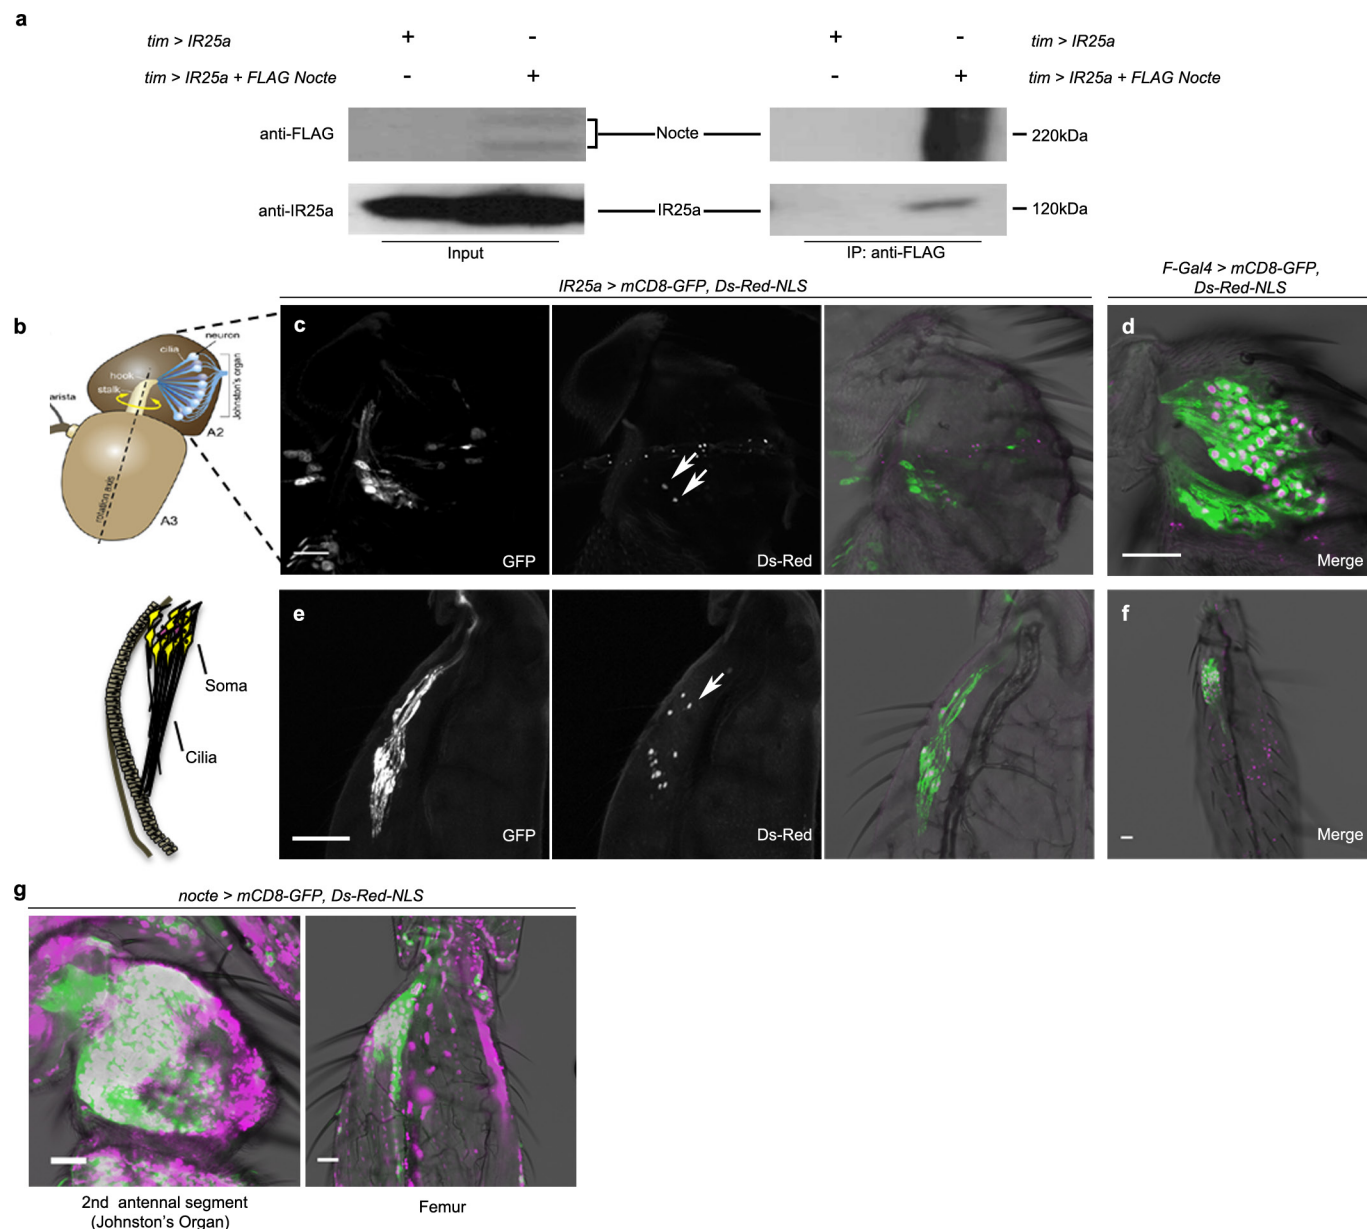 a
tim > IR25a + - + - tim > IR25a
tim > IR25a + FLAG Nocte - + - + tim > IR25a + FLAG Nocte
anti-FLAG Nocte 220kDa
anti-IR25a IR25a 120kDa
Input IP: anti-FLAG
IR25a > mCD8-GFP, Ds-Red-NLS
F-Gal4 > mCD8-GFP,
Ds-Red-NLS
b
neuron
cilia
hook
stalk
Johnston's organ
arista
A2
rotation axis
A3
c
GFP
Ds-Red
d
Merge
Soma
Cilia
e
GFP
Ds-Red
f
Merge
g
nocte > mCD8-GFP, Ds-Red-NLS
2nd antennal segment
(Johnston's Organ)
Femur